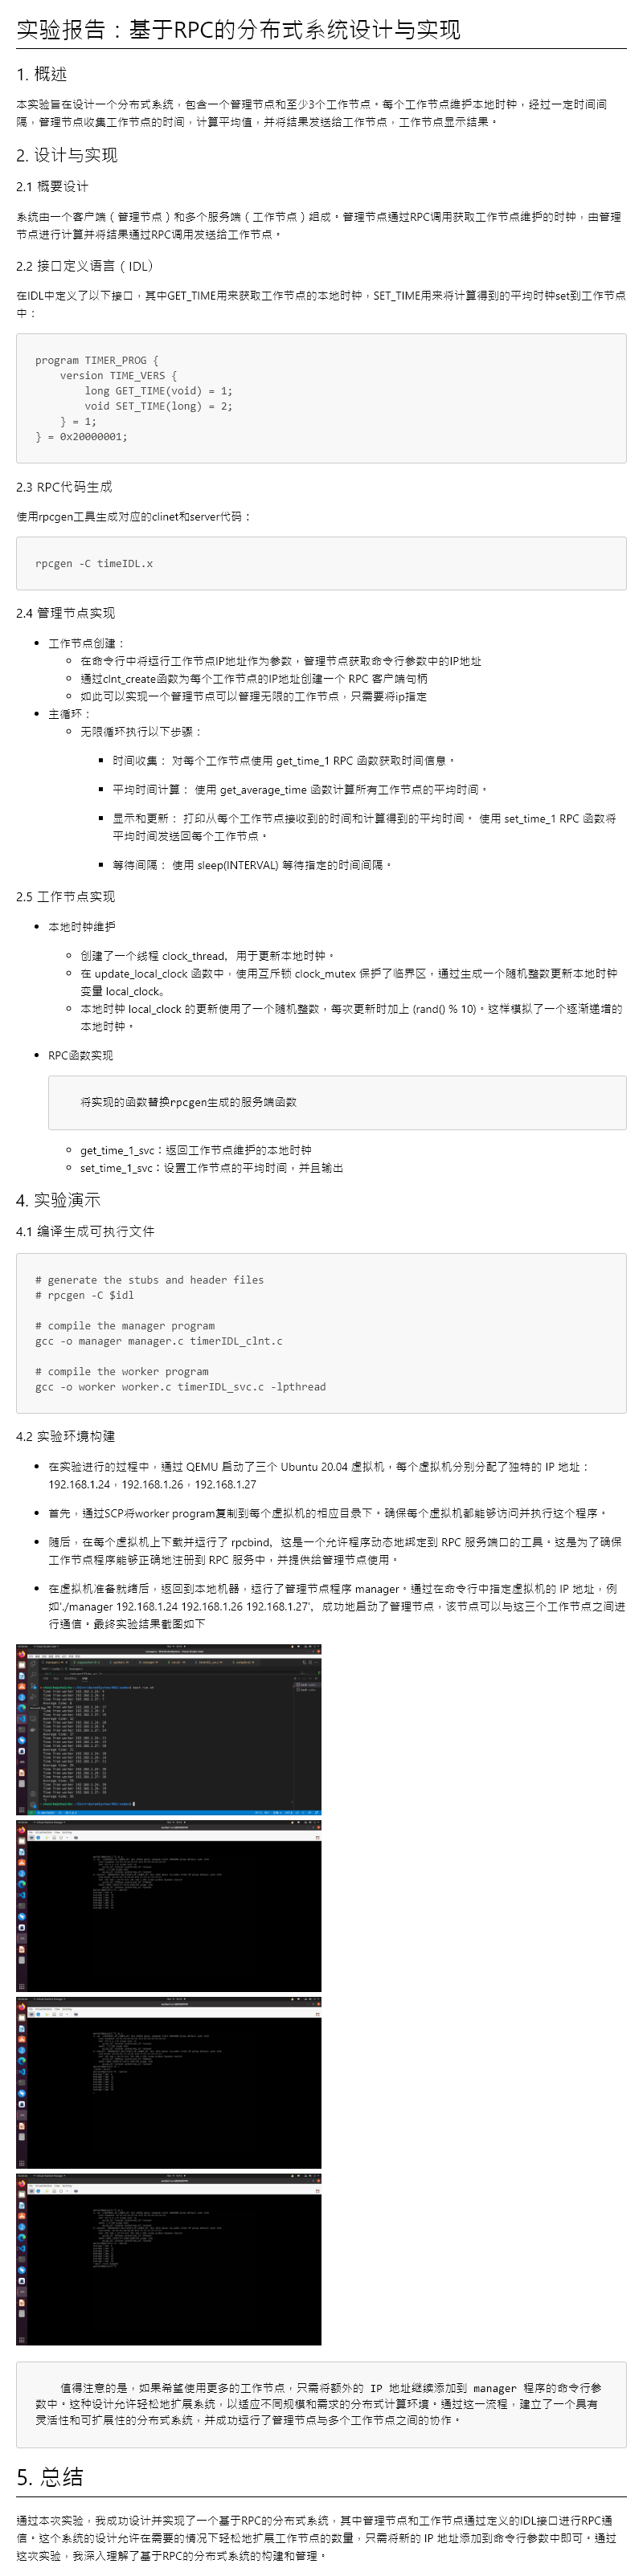 实验报告：基于RPC的分布式系统设计与实现
1. 概述
本实验旨在设计一个分布式系统，包含一个管理节点和至少3个工作节点。每个工作节点维护本地时钟，经过一定时间间
隔，管理节点收集工作节点的时间，计算平均值，并将结果发送给工作节点，工作节点显示结果。
2. 设计与实现
2.1 概要设计
系统由一个客户端（管理节点）和多个服务端（工作节点）组成。管理节点通过RPC调用获取工作节点维护的时钟，由管理
节点进行计算并将结果通过RPC调用发送给工作节点。
2.2 接口定义语言（IDL）
在IDL中定义了以下接口，其中GET_TIME用来获取工作节点的本地时钟，SET_TIME用来将计算得到的平均时钟set到工作节点
中：
program TIMER_PROG {
version TIME_VERS {
long GET_TIME(void) = 1;
void SET_TIME(long) = 2;
} = 1;
} = 0x20000001;
2.3 RPC代码生成
使用rpcgen工具生成对应的clinet和server代码：
rpcgen -C timeIDL.x
2.4 管理节点实现
• 工作节点创建：
◦ 在命令行中将运行工作节点IP地址作为参数，管理节点获取命令行参数中的IP地址
◦ 通过clnt_create函数为每个工作节点的IP地址创建一个 RPC 客户端句柄
◦ 如此可以实现一个管理节点可以管理无限的工作节点，只需要将ip指定
• 主循环：
◦ 无限循环执行以下步骤：
▪ 时间收集： 对每个工作节点使用 get_time_1 RPC 函数获取时间信息。
▪ 平均时间计算： 使用 get_average_time 函数计算所有工作节点的平均时间。
▪ 显示和更新： 打印从每个工作节点接收到的时间和计算得到的平均时间。 使用 set_time_1 RPC 函数将
平均时间发送回每个工作节点。
▪ 等待间隔： 使用 sleep(INTERVAL) 等待指定的时间间隔。
2.5 工作节点实现
• 本地时钟维护
◦ 创建了一个线程 clock_thread，用于更新本地时钟。
◦ 在 update_local_clock 函数中，使用互斥锁 clock_mutex 保护了临界区，通过生成一个随机整数更新本地时钟
变量 local_clock。
◦ 本地时钟 local_clock 的更新使用了一个随机整数，每次更新时加上 (rand() % 10)。这样模拟了一个逐渐递增的
本地时钟。
• RPC函数实现
将实现的函数替换rpcgen生成的服务端函数
◦ get_time_1_svc：返回工作节点维护的本地时钟
◦ set_time_1_svc：设置工作节点的平均时间，并且输出
4. 实验演示
4.1 编译生成可执行文件
# generate the stubs and header files
# rpcgen -C $idl
# compile the manager program
gcc -o manager manager.c timerIDL_clnt.c
# compile the worker program
gcc -o worker worker.c timerIDL_svc.c -lpthread
4.2 实验环境构建
• 在实验进行的过程中，通过 QEMU 启动了三个 Ubuntu 20.04 虚拟机，每个虚拟机分别分配了独特的 IP 地址：
192.168.1.24，192.168.1.26，192.168.1.27
• 首先，通过SCP将worker program复制到每个虚拟机的相应目录下。确保每个虚拟机都能够访问并执行这个程序。
• 随后，在每个虚拟机上下载并运行了 rpcbind，这是一个允许程序动态地绑定到 RPC 服务端口的工具。这是为了确保
工作节点程序能够正确地注册到 RPC 服务中，并提供给管理节点使用。
• 在虚拟机准备就绪后，返回到本地机器，运行了管理节点程序 manager。通过在命令行中指定虚拟机的 IP 地址，例
如'./manager 192.168.1.24 192.168.1.26 192.168.1.27'，成功地启动了管理节点，该节点可以与这三个工作节点之间进
行通信。最终实验结果截图如下
值得注意的是，如果希望使用更多的工作节点，只需将额外的 IP 地址继续添加到 manager 程序的命令行参
数中。这种设计允许轻松地扩展系统，以适应不同规模和需求的分布式计算环境。通过这一流程，建立了一个具有
灵活性和可扩展性的分布式系统，并成功运行了管理节点与多个工作节点之间的协作。
5. 总结
通过本次实验，我成功设计并实现了一个基于RPC的分布式系统，其中管理节点和工作节点通过定义的IDL接口进行RPC通
信。这个系统的设计允许在需要的情况下轻松地扩展工作节点的数量，只需将新的 IP 地址添加到命令行参数中即可。通过
这次实验，我深入理解了基于RPC的分布式系统的构建和管理。